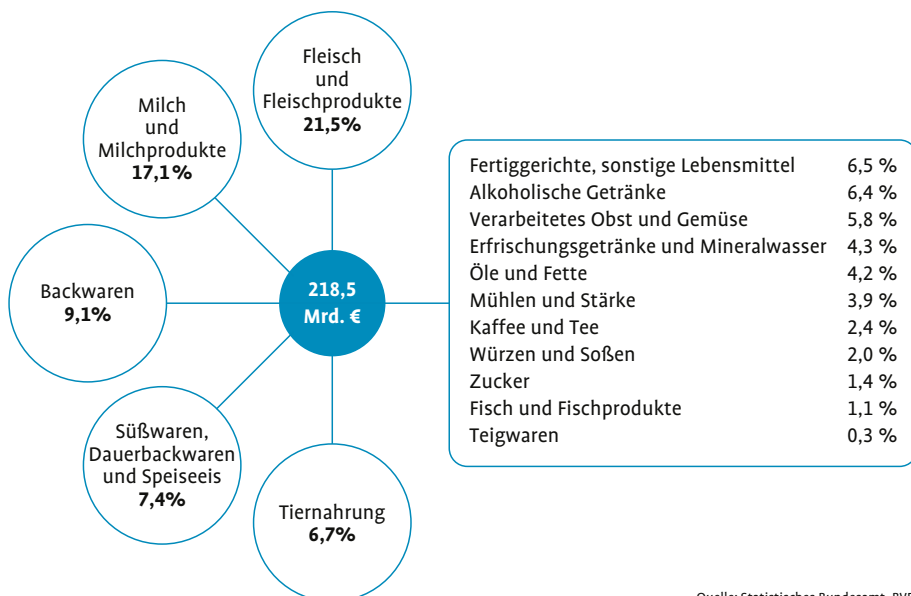 Fleisch
und
Fleischprodukte
21,5%
Milch
und
Milchprodukte
17,1%
Backwaren
9,1%
218,5
Mrd. €
Süßwaren,
Dauerbackwaren
und Speiseeis
7,4%
Tiernahrung
6,7%
Fertiggerichte, sonstige Lebensmittel 6,5 %
Alkoholische Getränke 6,4 %
Verarbeitetes Obst und Gemüse 5,8 %
Erfrischungsgetränke und Mineralwasser 4,3 %
Öle und Fette 4,2 %
Mühlen und Stärke 3,9 %
Kaffee und Tee 2,4 %
Würzen und Soßen 2,0 %
Zucker 1,4 %
Fisch und Fischprodukte 1,1 %
Teigwaren 0,3 %
Quelle: Statistisches Bundesamt,